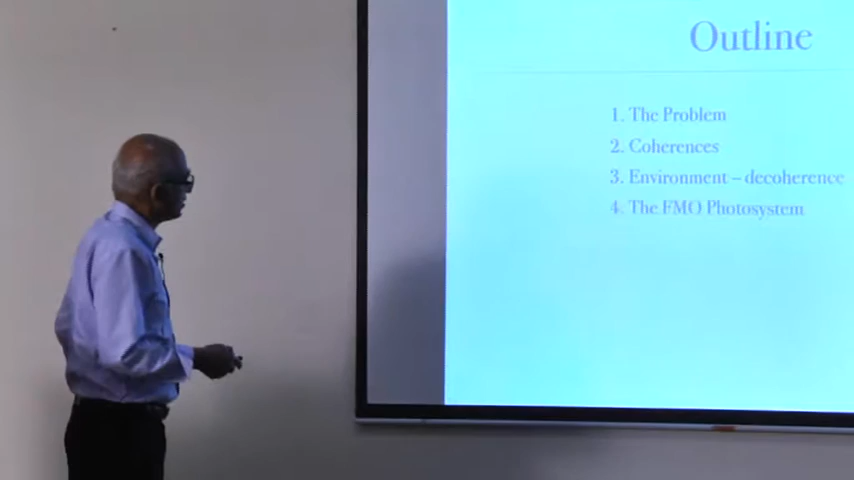 Outline
1. The Problem
2. Coherences
3. Environment – decoherence
4. The FMO Photosystem